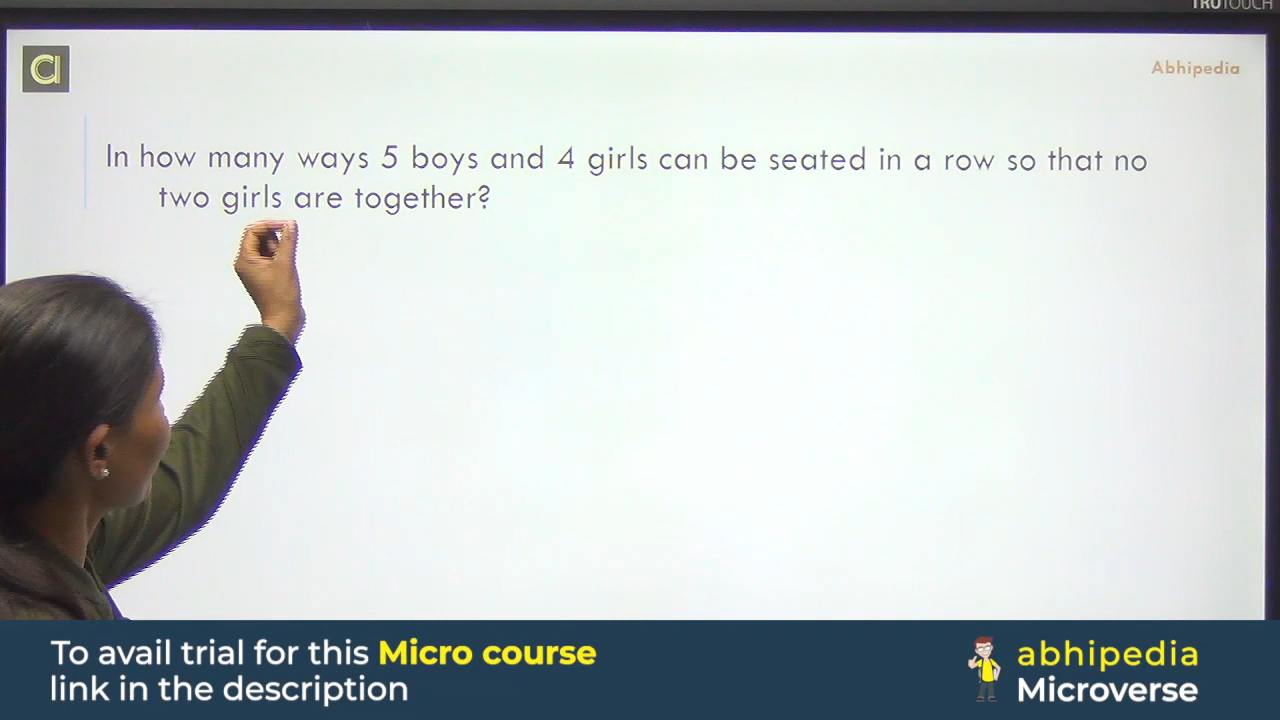 TRUTOUCH
Abhipedia
In how many ways 5 boys and 4 girls can be seated in a row so that no
two girls are together?
To avail trial for this Micro course
link in the description
abhipedia
Microverse